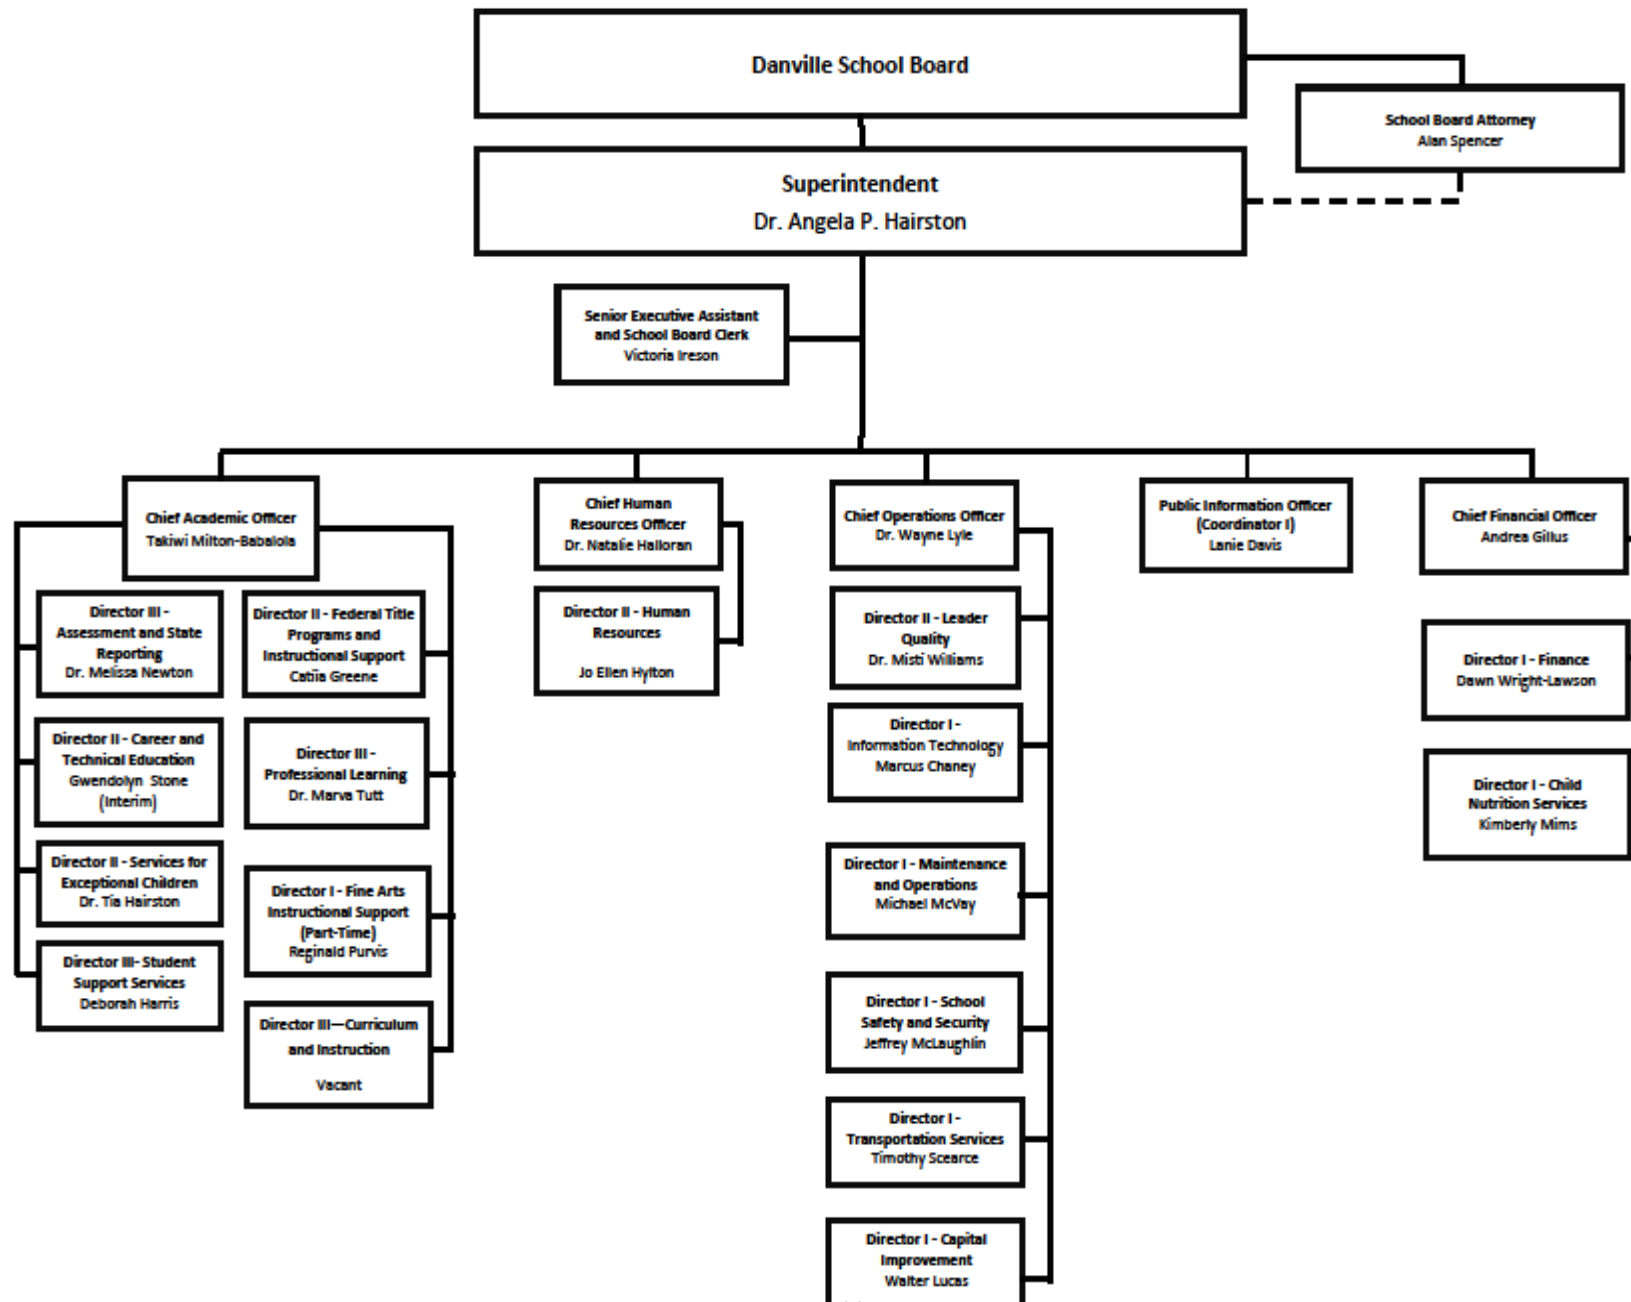 Danville School Board
School Board Attorney
Alan Spencer
Superintendent
Dr. Angela P. Hairston
Senior Executive Assistant
and School Board Clerk
Victoria Ireson
Chief Academic Officer
Takiwi Milton-Babalola
Director III -
Assessment and State
Reporting
Dr. Melissa Newton
Director II - Career and
Technical Education
Gwendolyn Stone
(Interim)
Director II - Services for
Exceptional Children
Dr. Tia Hairston
Director III- Student
Support Services
Deborah Harris
Director II - Federal Title
Programs and
Instructional Support
Catiia Greene
Director III -
Professional Learning
Dr. Marva Tutt
Director I - Fine Arts
Instructional Support
(Part-Time)
Reginald Purvis
Director III—Curriculum
and Instruction
Vacant
Chief Human
Resources Officer
Dr. Natalie Halloran
Director II - Human
Resources
Jo Ellen Hylton
Chief Operations Officer
Dr. Wayne Lyle
Director II - Leader
Quality
Dr. Misti Williams
Director I -
Information Technology
Marcus Chaney
Director I - Maintenance
and Operations
Michael McVay
Director I - School
Safety and Security
Jeffrey McLaughlin
Director I -
Transportation Services
Timothy Scearce
Director I - Capital
Improvement
Walter Lucas
Public Information Officer
(Coordinator I)
Lanie Davis
Chief Financial Officer
Andrea Gillus
Director I - Finance
Dawn Wright-Lawson
Director I - Child
Nutrition Services
Kimberly Mims